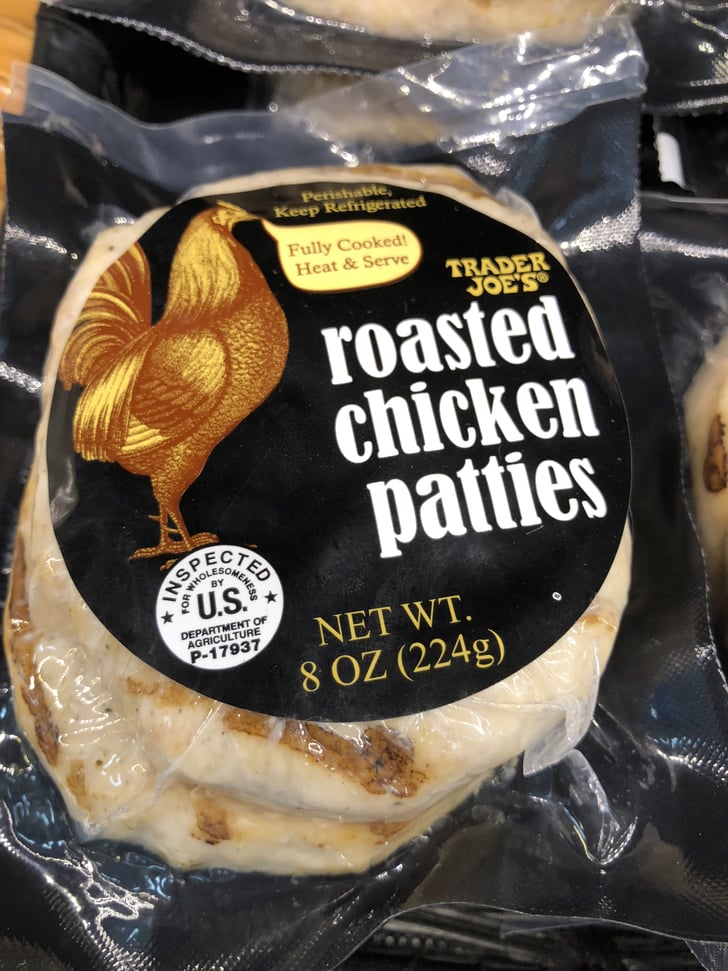 Perishable,
Keep Refrigerated
Fully Cooked!
Heat & Serve
TRADER
JOE'S®
roasted
chicken
patties
INSPECTED
FOR WHOLESOMENESS
BY
U.S.
DEPARTMENT OF
AGRICULTURE
P-17937
NET WT.
8 OZ (224g)